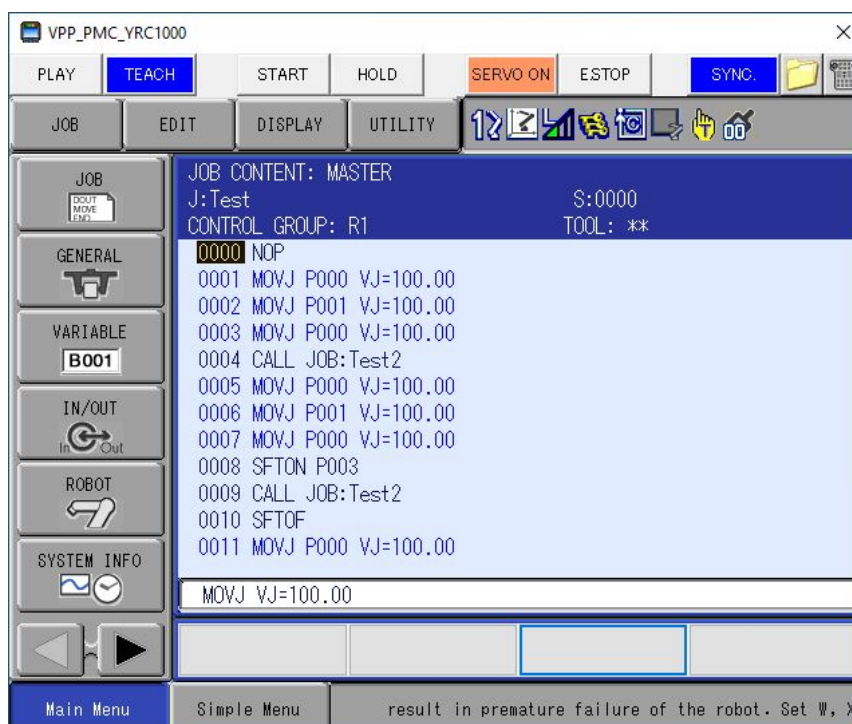 VPP_PMC_YRC1000
PLAY TEACH START HOLD SERVO ON E.STOP SYNC.
JOB EDIT DISPLAY UTILITY
JOB
DOUT
MOVE
END
GENERAL
VARIABLE
B001
IN/OUT
In Out
ROBOT
SYSTEM INFO
JOB CONTENT: MASTER
J:Test S:0000
CONTROL GROUP: R1 TOOL: **
0000 NOP
0001 MOVJ P000 VJ=100.00
0002 MOVJ P001 VJ=100.00
0003 MOVJ P000 VJ=100.00
0004 CALL JOB:Test2
0005 MOVJ P000 VJ=100.00
0006 MOVJ P001 VJ=100.00
0007 MOVJ P000 VJ=100.00
0008 SFTON P003
0009 CALL JOB:Test2
0010 SFTOF
0011 MOVJ P000 VJ=100.00
MOVJ VJ=100.00
Main Menu Simple Menu result in premature failure of the robot. Set W,